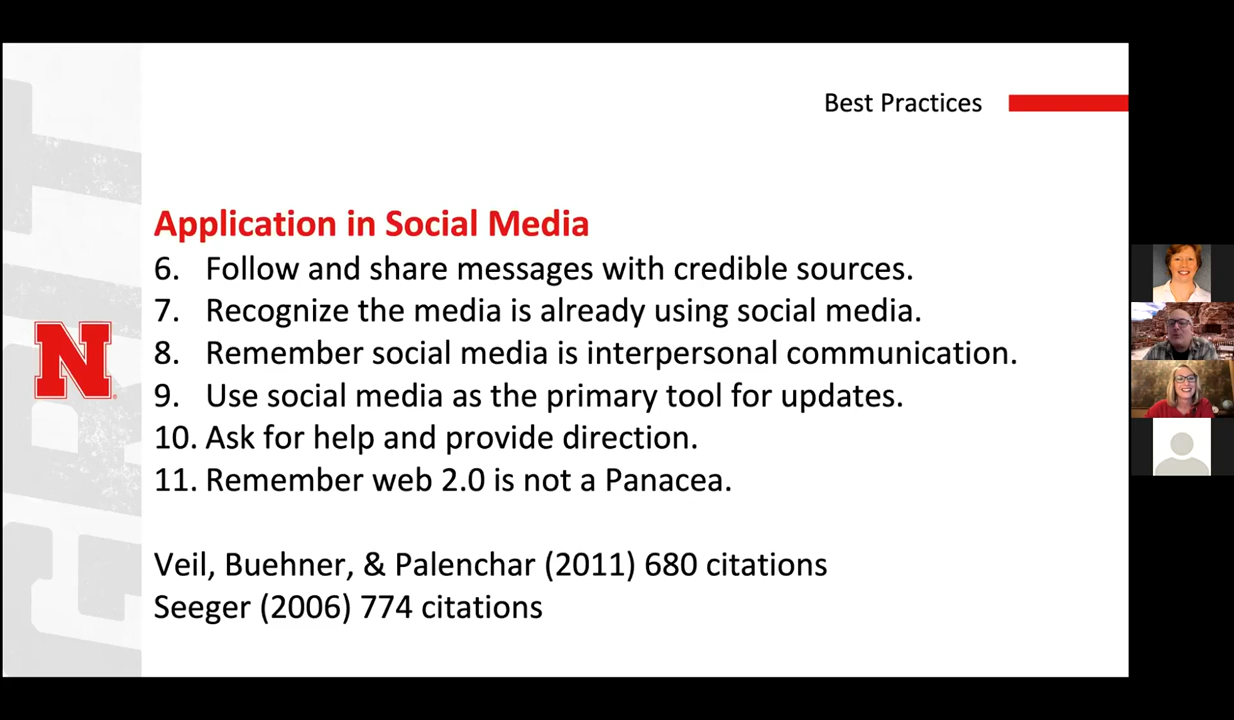 Best Practices
Application in Social Media
6. Follow and share messages with credible sources.
7. Recognize the media is already using social media.
8. Remember social media is interpersonal communication.
9. Use social media as the primary tool for updates.
10. Ask for help and provide direction.
11. Remember web 2.0 is not a Panacea.
Veil, Buehner, & Palenchar (2011) 680 citations
Seeger (2006) 774 citations
N